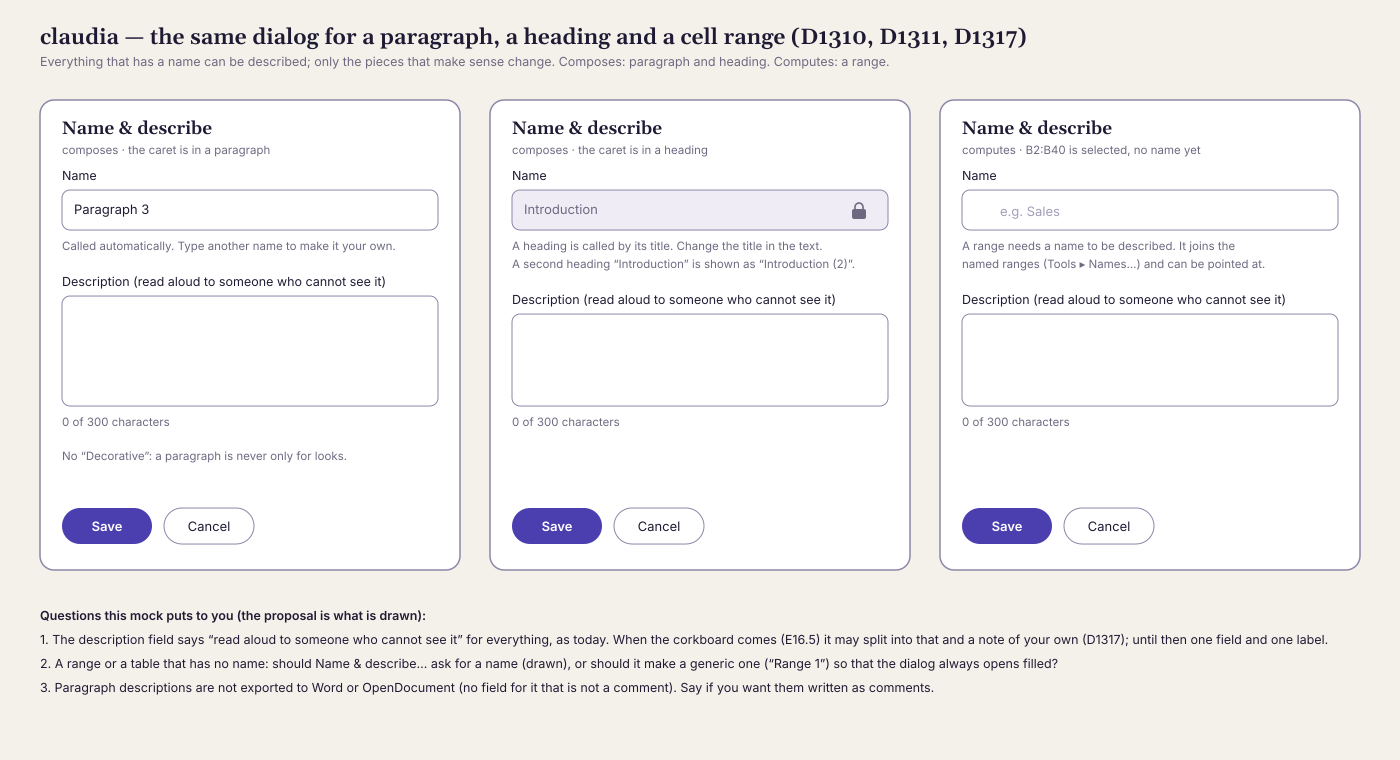 claudia — the same dialog for a paragraph, a heading and a cell range (D1310, D1311, D1317)
Everything that has a name can be described; only the pieces that make sense change. Composes: paragraph and heading. Computes: a range.
Name & describe
composes · the caret is in a paragraph
Name
Paragraph 3
Called automatically. Type another name to make it your own.
Description (read aloud to someone who cannot see it)
0 of 300 characters
No “Decorative”: a paragraph is never only for looks.
Save
Cancel
Name & describe
composes · the caret is in a heading
Name
Introduction
A heading is called by its title. Change the title in the text.
A second heading “Introduction” is shown as “Introduction (2)”.
Description (read aloud to someone who cannot see it)
0 of 300 characters
Save
Cancel
Name & describe
computes · B2:B40 is selected, no name yet
Name
e.g. Sales
A range needs a name to be described. It joins the
named ranges (Tools ▸ Names…) and can be pointed at.
Description (read aloud to someone who cannot see it)
0 of 300 characters
Save
Cancel
Questions this mock puts to you (the proposal is what is drawn):
1. The description field says “read aloud to someone who cannot see it” for everything, as today. When the corkboard comes (E16.5) it may split into that and a note of your own (D1317); until then one field and one label.
2. A range or a table that has no name: should Name & describe… ask for a name (drawn), or should it make a generic one (“Range 1”) so that the dialog always opens filled?
3. Paragraph descriptions are not exported to Word or OpenDocument (no field for it that is not a comment). Say if you want them written as comments.